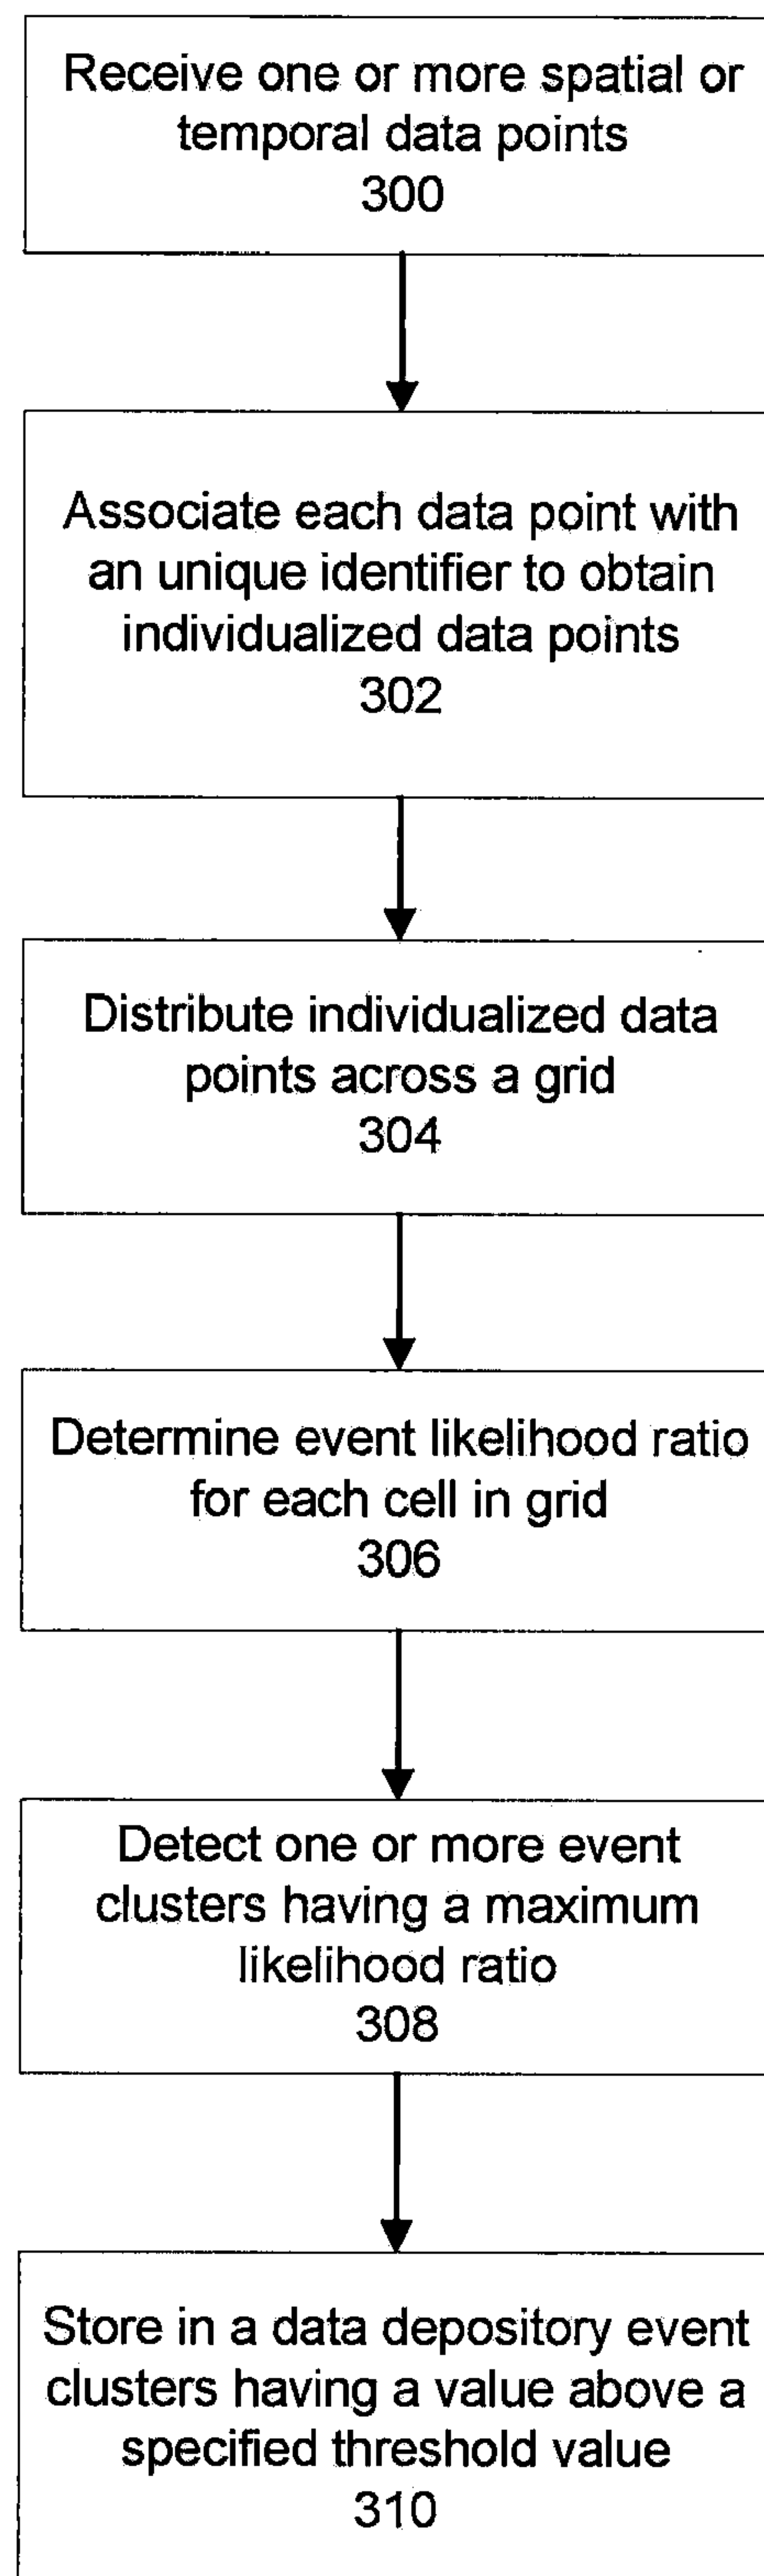 Receive one or more spatial or
temporal data points
300
Associate each data point with
an unique identifier to obtain
individualized data points
302
Distribute individualized data
points across a grid
304
Determine event likelihood ratio
for each cell in grid
306
Detect one or more event
clusters having a maximum
likelihood ratio
308
Store in a data depository event
clusters having a value above a
specified threshold value
310